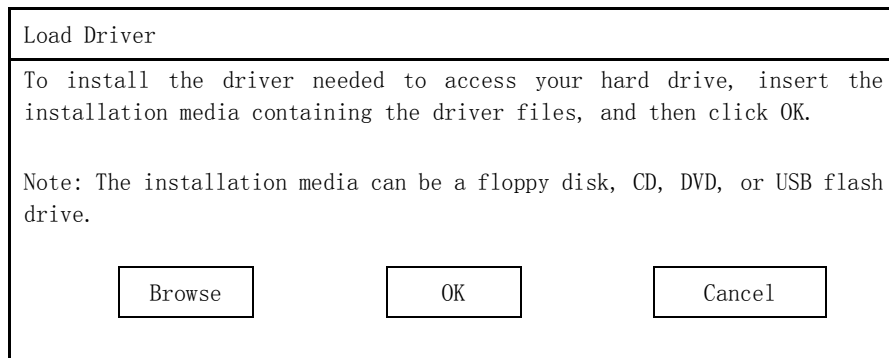 Load Driver
To install the driver needed to access your hard drive, insert the
installation media containing the driver files, and then click OK.
Note: The installation media can be a floppy disk, CD, DVD, or USB flash
drive.
Browse OK Cancel